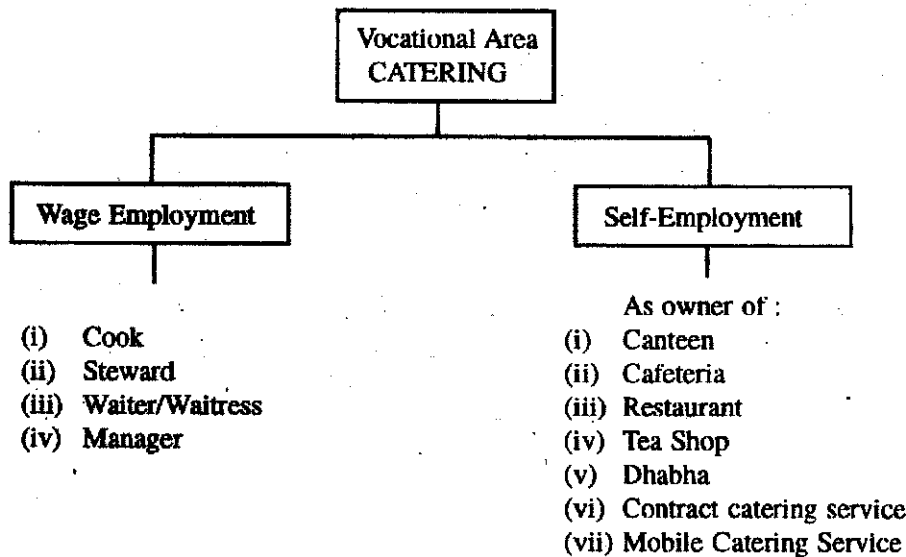 Vocational Area
CATERING
Wage Employment
(i) Cook
(ii) Steward
(iii) Waiter/Waitress
(iv) Manager
Self-Employment
As owner of :
(i) Canteen
(ii) Cafeteria
(iii) Restaurant
(iv) Tea Shop
(v) Dhabha
(vi) Contract catering service
(vii) Mobile Catering Service